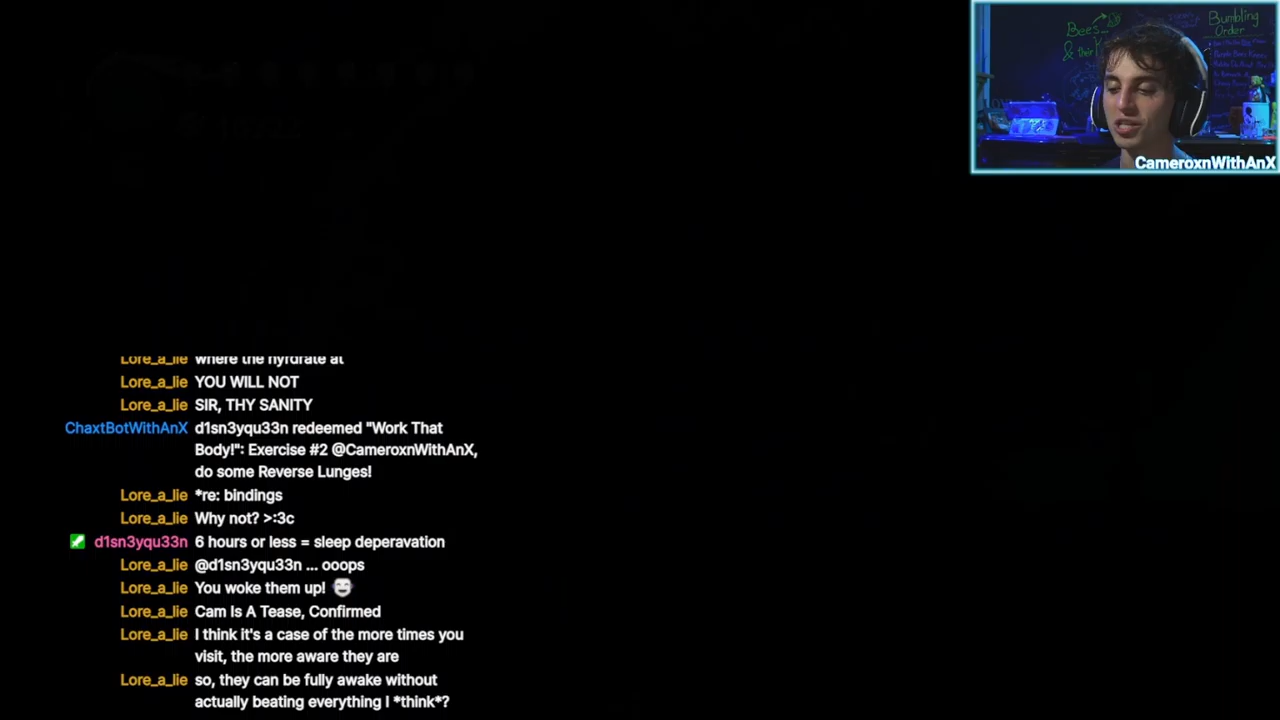 Bees
& their
Bumbling
Order
CameroxnWithAnX
Lore_a_lie where the hyfdrate at
Lore_a_lie YOU WILL NOT
Lore_a_lie SIR, THY SANITY
ChaxtBotWithAnX d1sn3yqu33n redeemed "Work That
Body!": Exercise #2 @CameroxnWithAnX,
do some Reverse Lunges!
Lore_a_lie *re: bindings
Lore_a_lie Why not? >:3c
d1sn3yqu33n 6 hours or less = sleep deperavation
Lore_a_lie @d1sn3yqu33n ... ooops
Lore_a_lie You woke them up!
Lore_a_lie Cam Is A Tease, Confirmed
Lore_a_lie I think it's a case of the more times you
visit, the more aware they are
Lore_a_lie so, they can be fully awake without
actually beating everything I *think*?